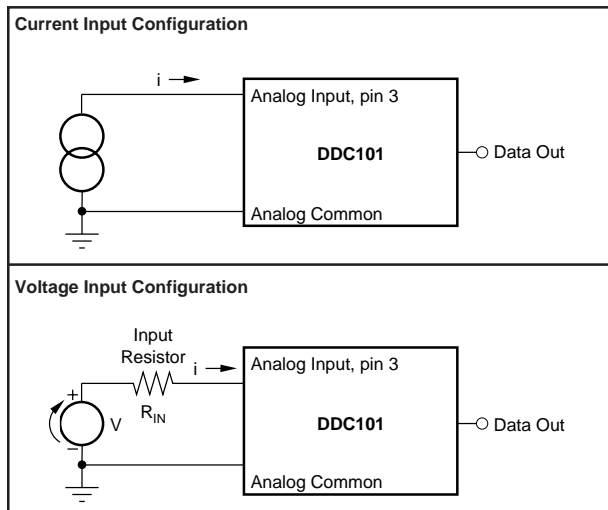 Current Input Configuration
i
Analog Input, pin 3
DDC101
Data Out
Analog Common
Voltage Input Configuration
Input
Resistor
i
Analog Input, pin 3
+
V
−
R_IN
DDC101
Data Out
Analog Common